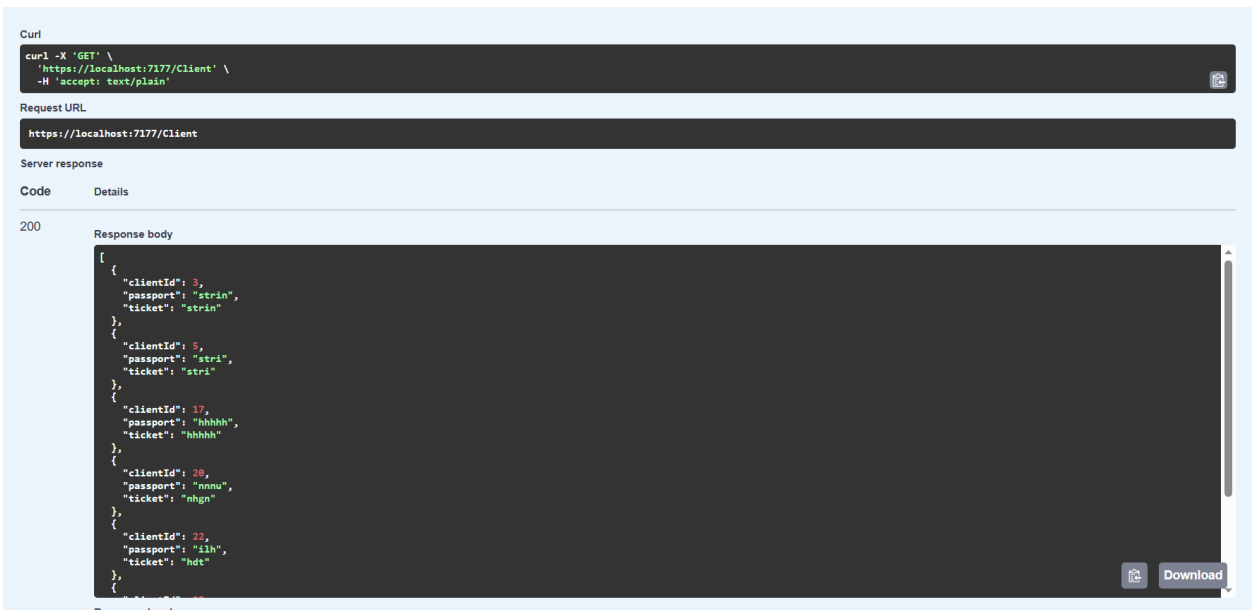 Curl
curl -X 'GET' \
  'https://localhost:7177/Client' \
  -H 'accept: text/plain'
Request URL
https://localhost:7177/Client
Server response
Code Details
200
Response body
[
  {
    "clientId": 3,
    "passport": "strin",
    "ticket": "strin"
  },
  {
    "clientId": 5,
    "passport": "stri",
    "ticket": "stri"
  },
  {
    "clientId": 17,
    "passport": "hhhhh",
    "ticket": "hhhhh"
  },
  {
    "clientId": 20,
    "passport": "nnnu",
    "ticket": "nhgn"
  },
  {
    "clientId": 22,
    "passport": "ilh",
    "ticket": "hdt"
  },
  {
Download